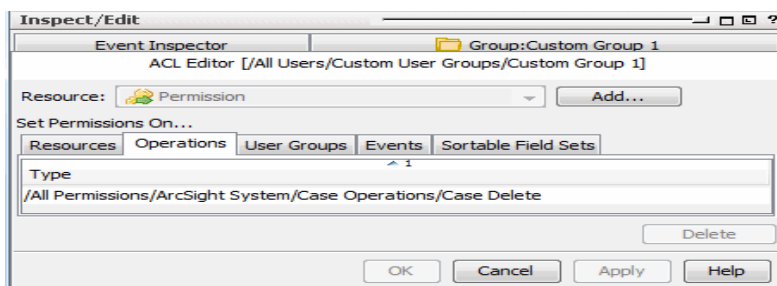 Inspect/Edit ?
Event Inspector Group:Custom Group 1
ACL Editor [/All Users/Custom User Groups/Custom Group 1]
Resource: Permission Add...
Set Permissions On...
Resources Operations User Groups Events Sortable Field Sets
1
Type
/All Permissions/ArcSight System/Case Operations/Case Delete
Delete
OK Cancel Apply Help